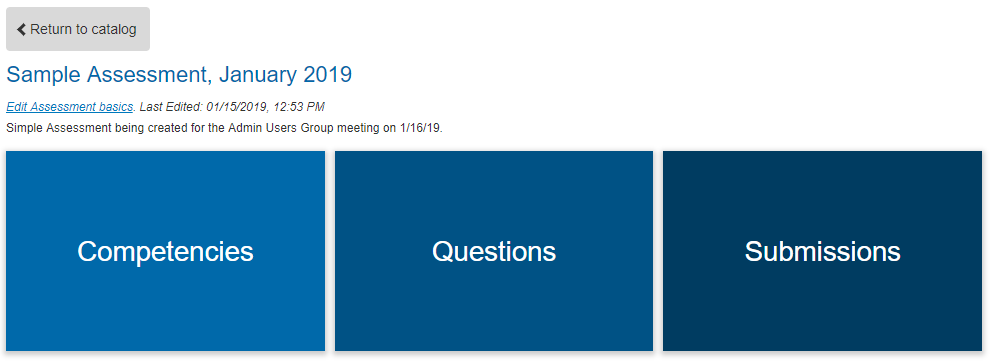 Return to catalog
Sample Assessment, January 2019
Edit Assessment basics. Last Edited: 01/15/2019, 12:53 PM
Simple Assessment being created for the Admin Users Group meeting on 1/16/19.
Competencies
Questions
Submissions